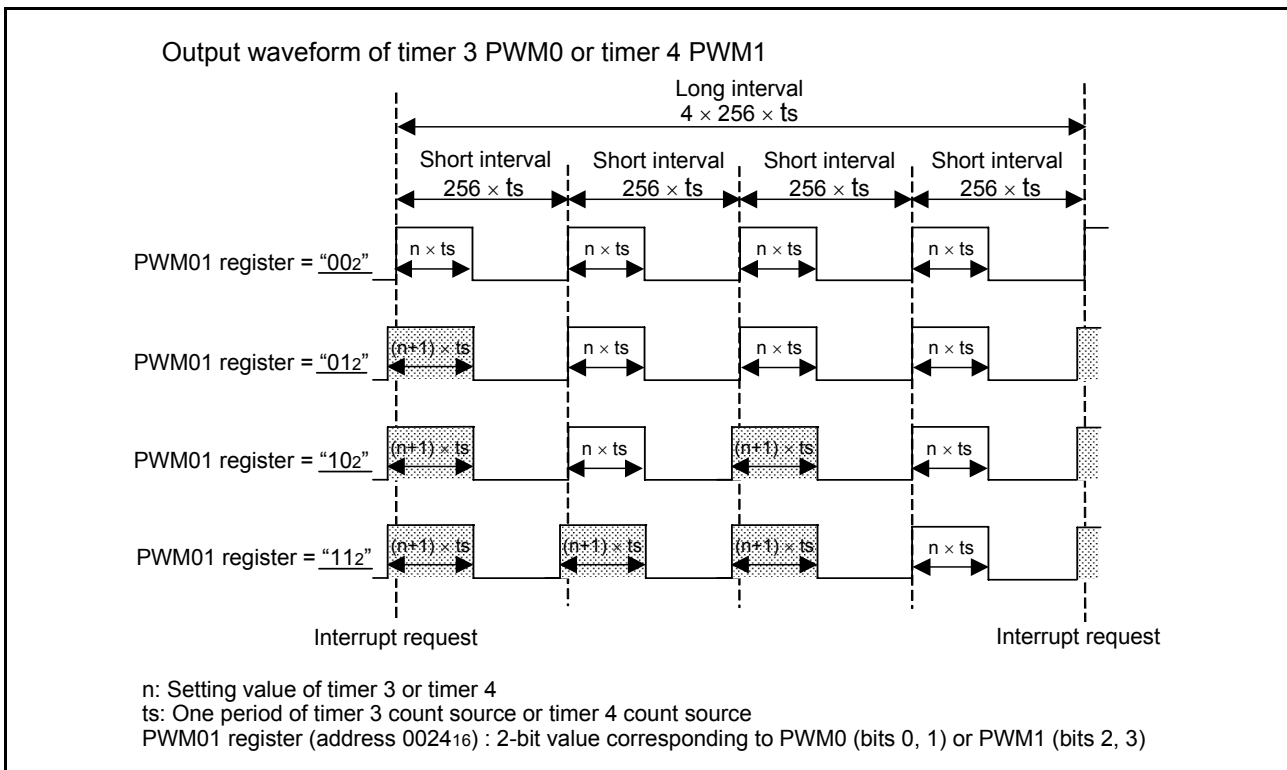 Output waveform of timer 3 PWM0 or timer 4 PWM1
Long interval
4 × 256 × ts
Short interval Short interval Short interval Short interval
256 × ts 256 × ts 256 × ts 256 × ts
PWM01 register = “002” n × ts n × ts n × ts n × ts
PWM01 register = “012” (n+1) × ts n × ts n × ts n × ts
PWM01 register = “102” (n+1) × ts n × ts (n+1) × ts n × ts
PWM01 register = “112” (n+1) × ts (n+1) × ts (n+1) × ts n × ts
Interrupt request Interrupt request
n: Setting value of timer 3 or timer 4
ts: One period of timer 3 count source or timer 4 count source
PWM01 register (address 002416) : 2-bit value corresponding to PWM0 (bits 0, 1) or PWM1 (bits 2, 3)